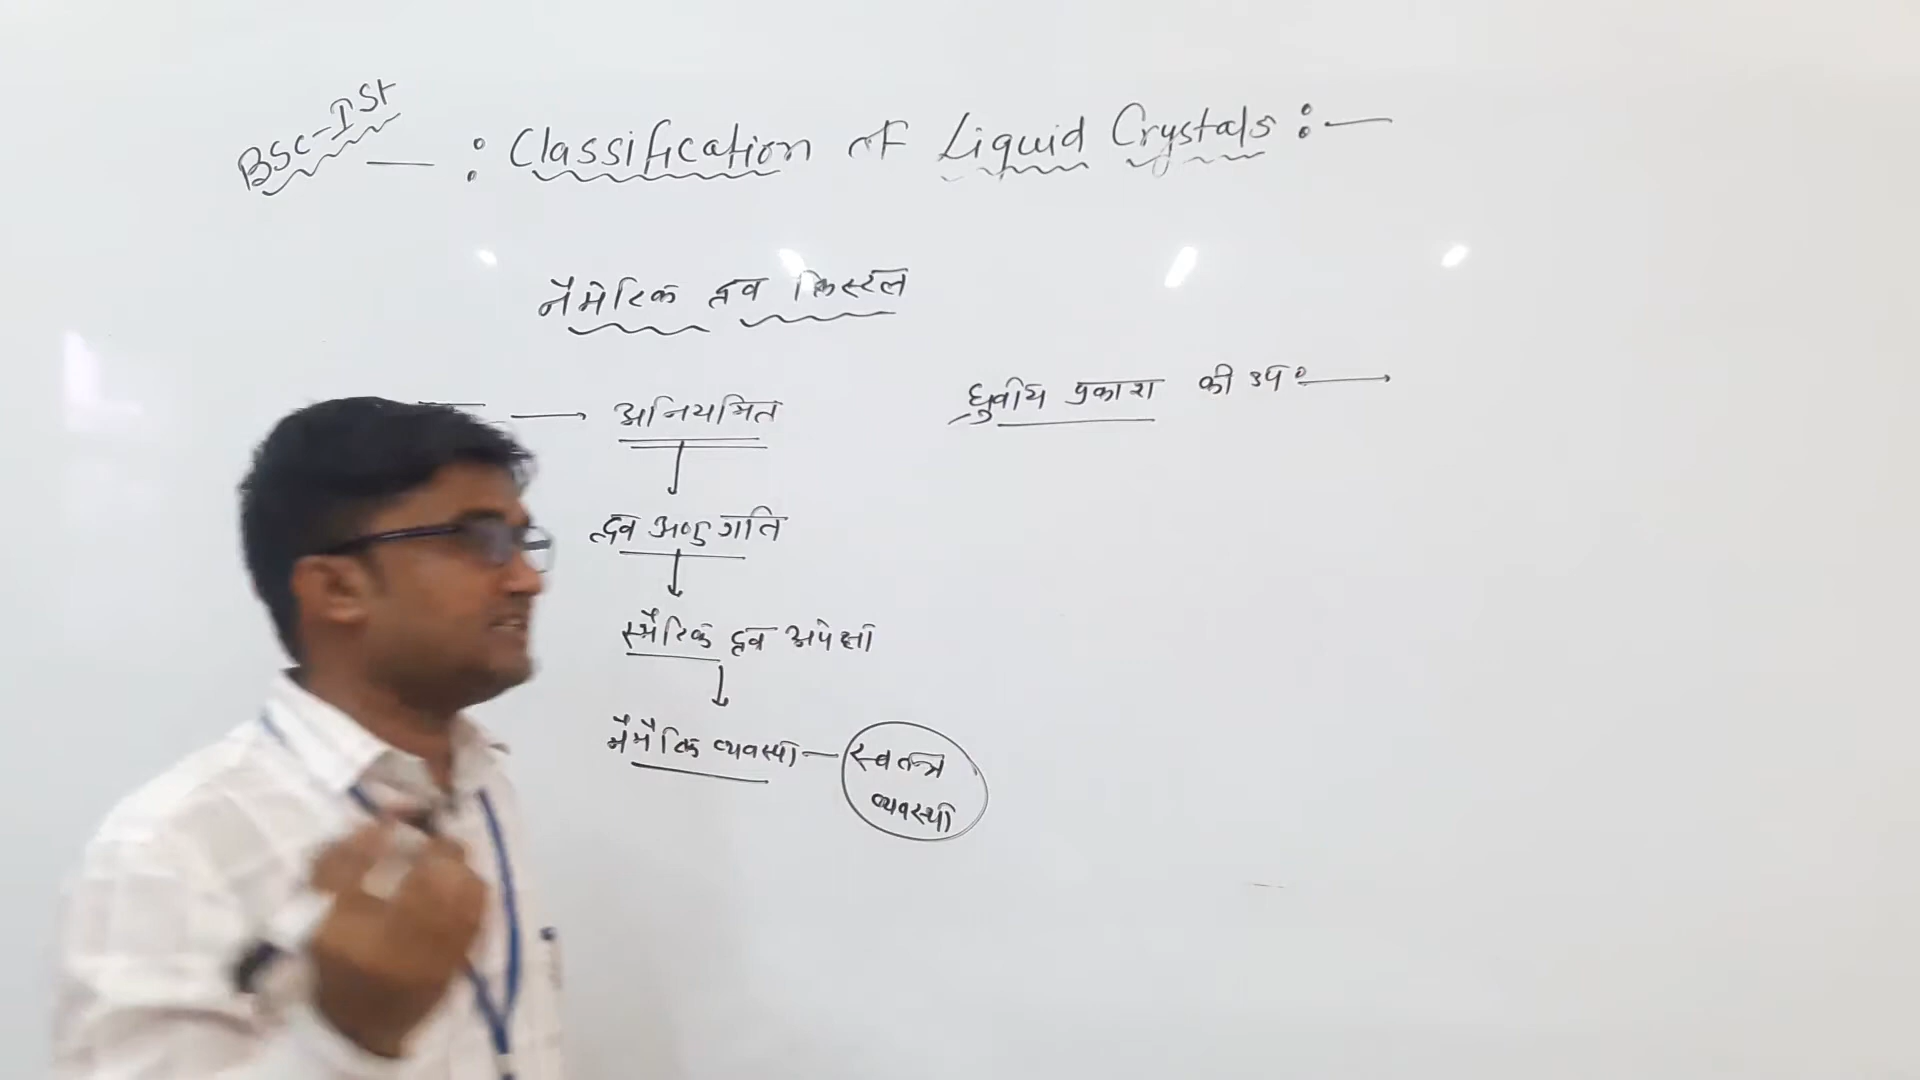 BSc-Ist
— : Classification of Liquid Crystals :—
नैमेटिक द्रव क्रिस्टल
→ अनियमित
ध्रुवीय प्रकाश की उप० →
द्रव अणु गति
स्मैटिक द्रव अपेक्षा
नैमैटिक व्यवस्था — स्वतन्त्र
व्यवस्था